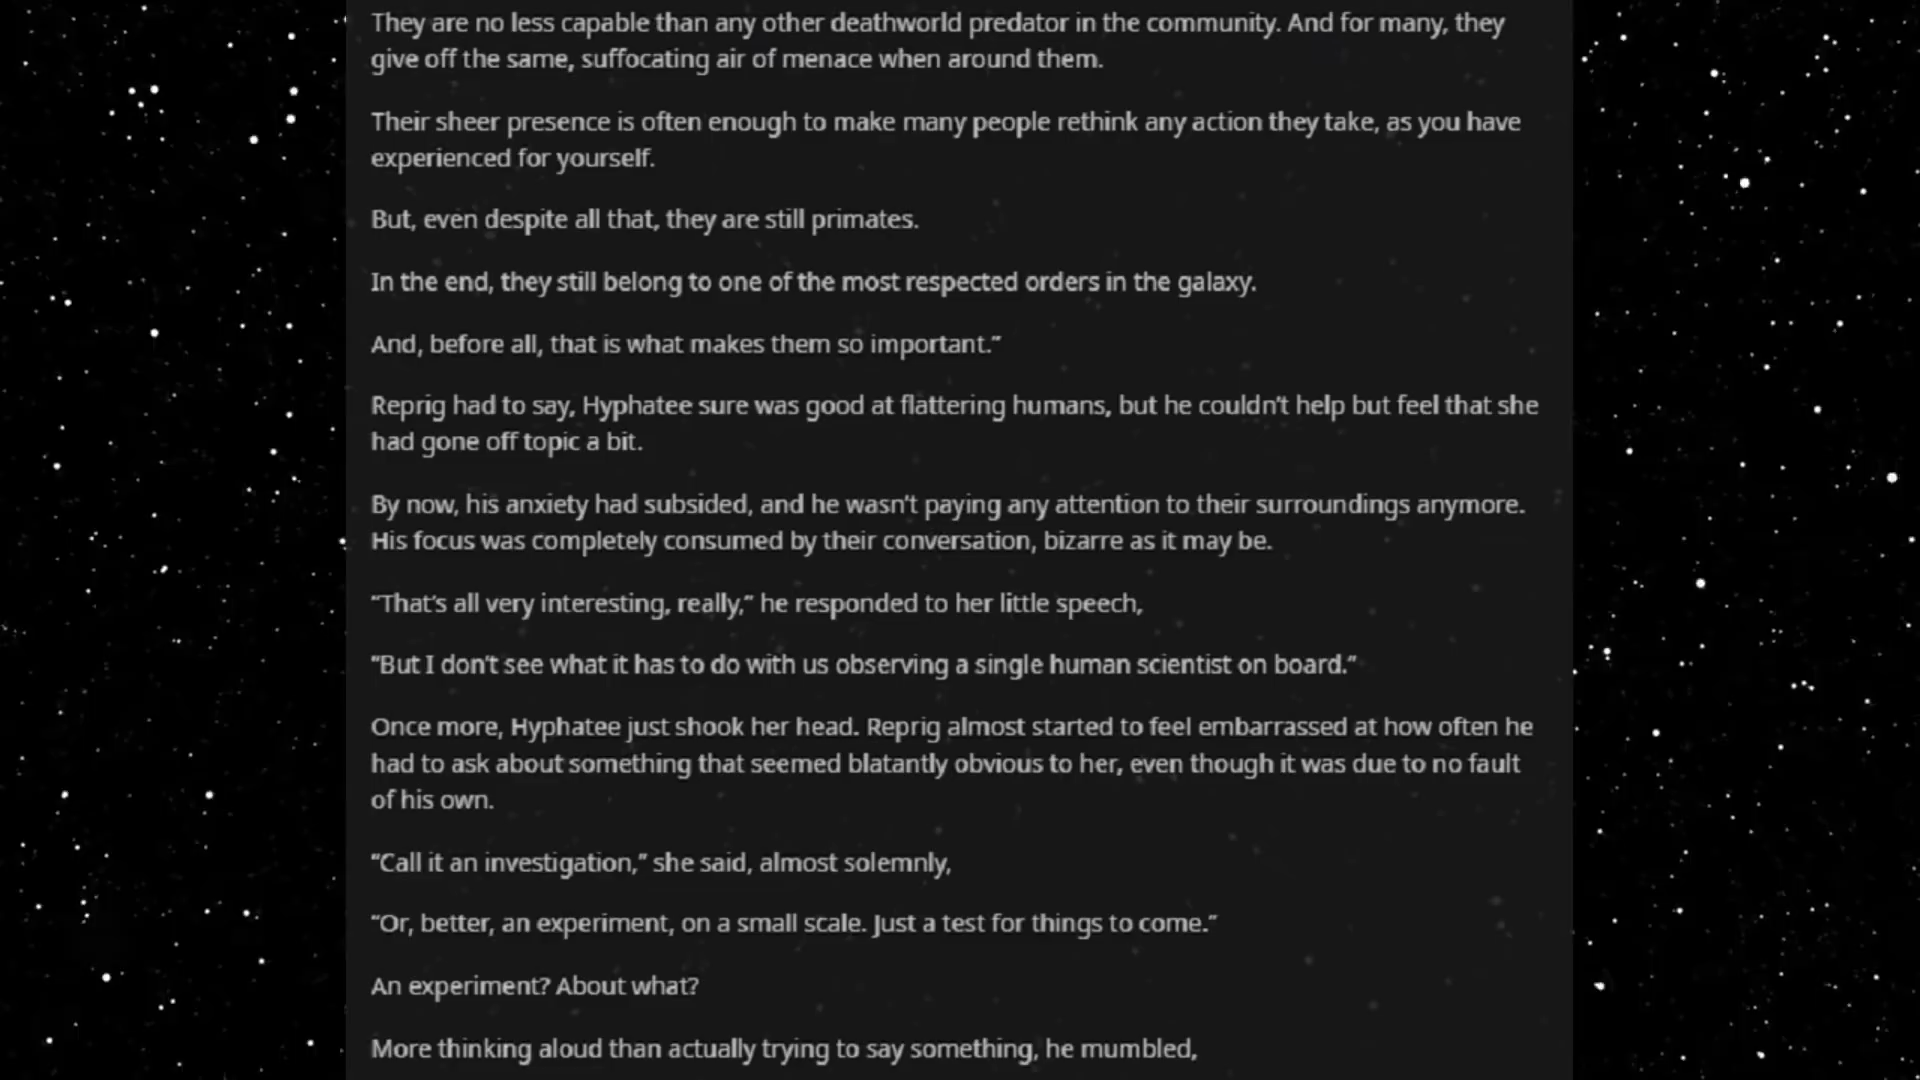 They are no less capable than any other deathworld predator in the community. And for many, they
give off the same, suffocating air of menace when around them.
Their sheer presence is often enough to make many people rethink any action they take, as you have
experienced for yourself.
But, even despite all that, they are still primates.
In the end, they still belong to one of the most respected orders in the galaxy.
And, before all, that is what makes them so important.”
Reprig had to say, Hyphatee sure was good at flattering humans, but he couldn’t help but feel that she
had gone off topic a bit.
By now, his anxiety had subsided, and he wasn’t paying any attention to their surroundings anymore.
His focus was completely consumed by their conversation, bizarre as it may be.
“That’s all very interesting, really,” he responded to her little speech,
“But I don’t see what it has to do with us observing a single human scientist on board.”
Once more, Hyphatee just shook her head. Reprig almost started to feel embarrassed at how often he
had to ask about something that seemed blatantly obvious to her, even though it was due to no fault
of his own.
“Call it an investigation,” she said, almost solemnly,
“Or, better, an experiment, on a small scale. Just a test for things to come.”
An experiment? About what?
More thinking aloud than actually trying to say something, he mumbled,